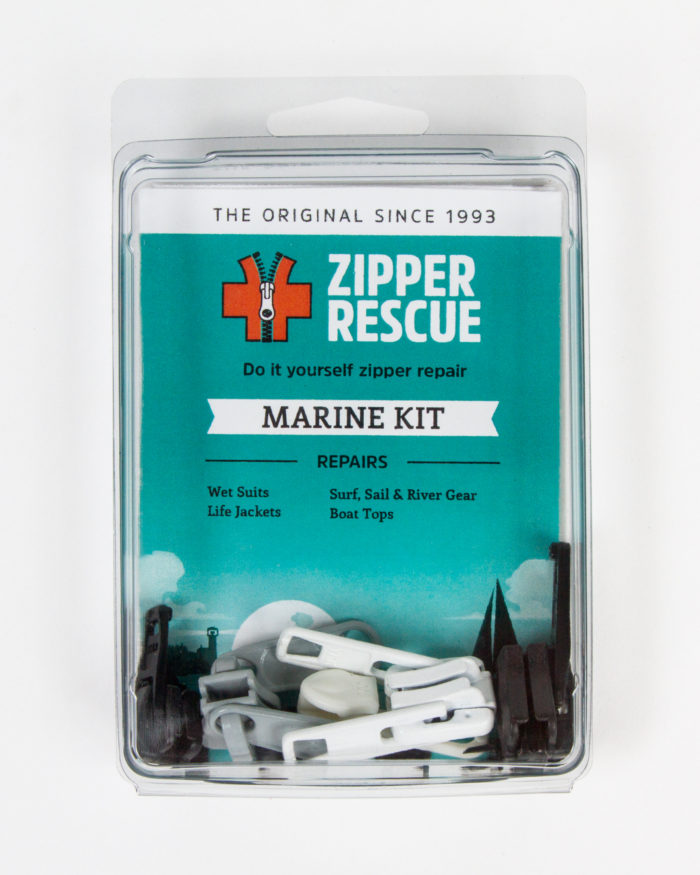 THE ORIGINAL SINCE 1993
ZIPPER
RESCUE
Do it yourself zipper repair
MARINE KIT
REPAIRS
Wet Suits
Life Jackets
Surf, Sail & River Gear
Boat Tops